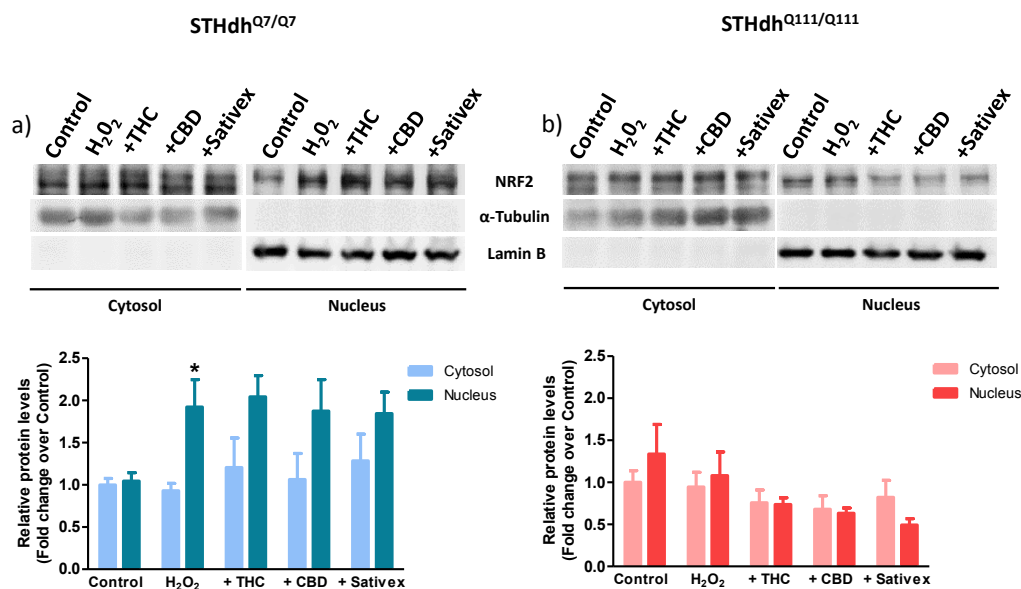 STHdhQ7/Q7
STHdhQ111/Q111
a)
Control
H2O2
+THC
+CBD
+Sativex
Control
H2O2
+THC
+CBD
+Sativex
b)
Control
H2O2
+THC
+CBD
+Sativex
Control
H2O2
+THC
+CBD
+Sativex
NRF2
α-Tubulin
Lamin B
Cytosol
Nucleus
Cytosol
Nucleus
Relative protein levels
(Fold change over Control)
2.5
2.0
1.5
1.0
0.5
0.0
*
Cytosol
Nucleus
Control
H2O2
+ THC
+ CBD
+ Sativex
Relative protein levels
(Fold change over Control)
2.5
2.0
1.5
1.0
0.5
0.0
Cytosol
Nucleus
Control
H2O2
+ THC
+ CBD
+ Sativex